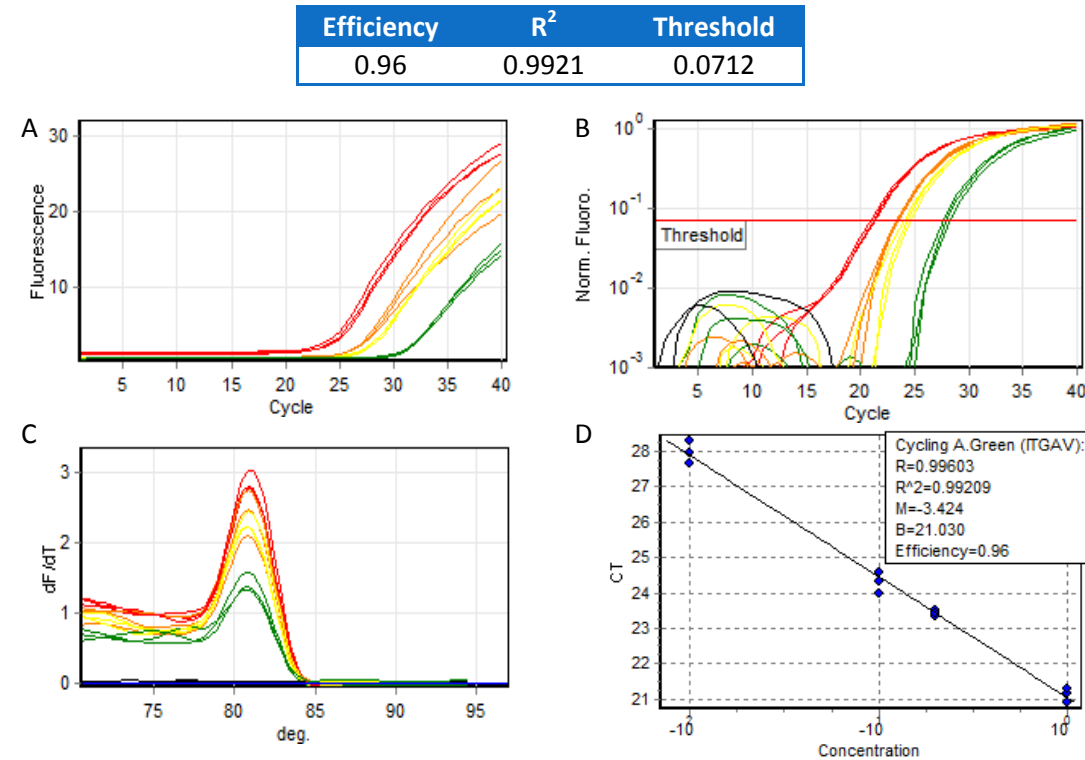 Efficiency R² Threshold
0.96 0.9921 0.0712
A
30
20
10
Fluorescence
5 10 15 20 25 30 35 40
Cycle
B
10⁰
10⁻¹
10⁻²
10⁻³
Norm. Fluoro.
Threshold
5 10 15 20 25 30 35 40
Cycle
C
3
2
1
0
dF/dT
75 80 85 90 95
deg.
D
28
27
26
25
24
23
22
21
CT
Cycling A.Green (ITGAV):
R=0.99603
R^2=0.99209
M=-3.424
B=21.030
Efficiency=0.96
-10 -10 10⁰
Concentration